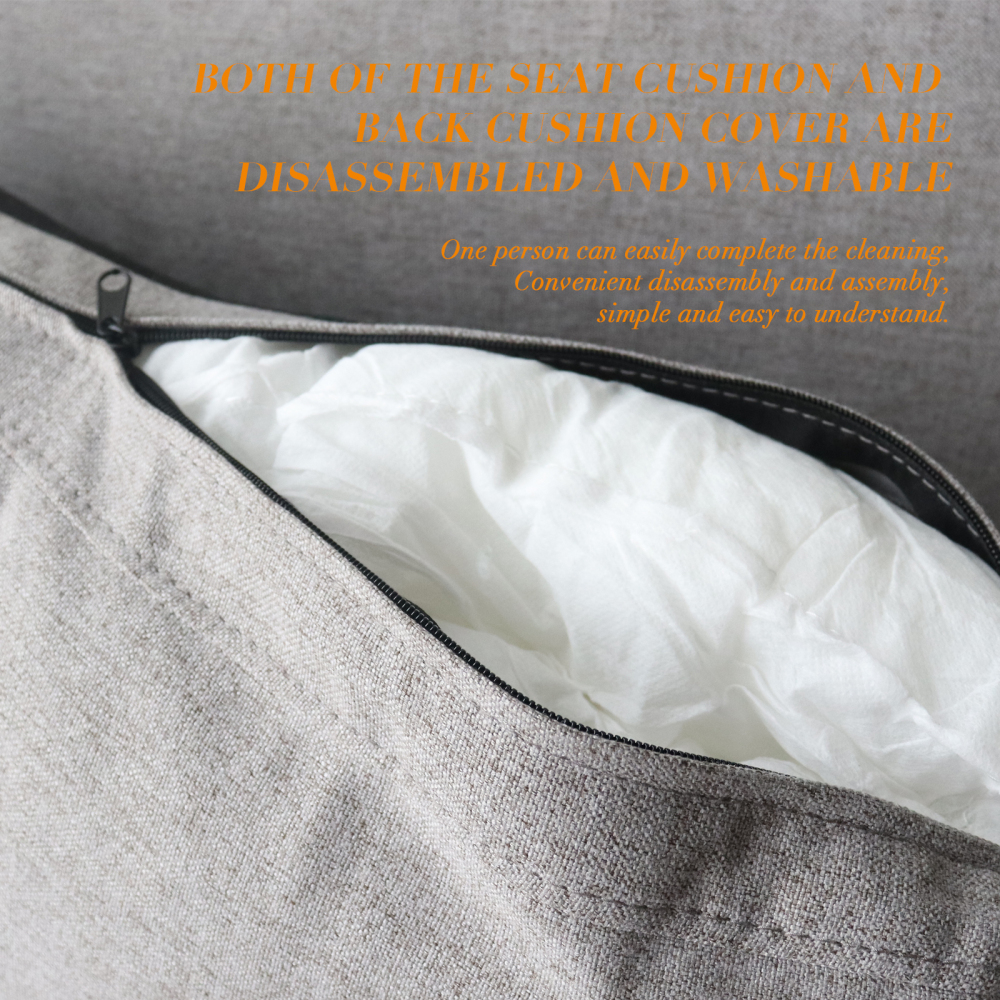 BOTH OF THE SEAT CUSHION AND
BACK CUSHION COVER ARE
DISASSEMBLED AND WASHABLE
One person can easily complete the cleaning,
Convenient disassembly and assembly,
simple and easy to understand.